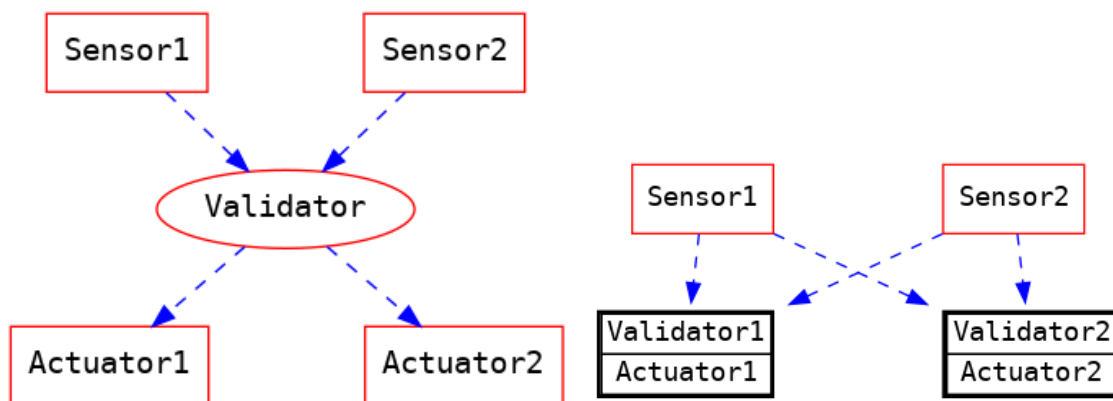 Sensor1
Sensor2
Validator
Actuator1
Actuator2
Sensor1
Sensor2
Validator1
Actuator1
Validator2
Actuator2